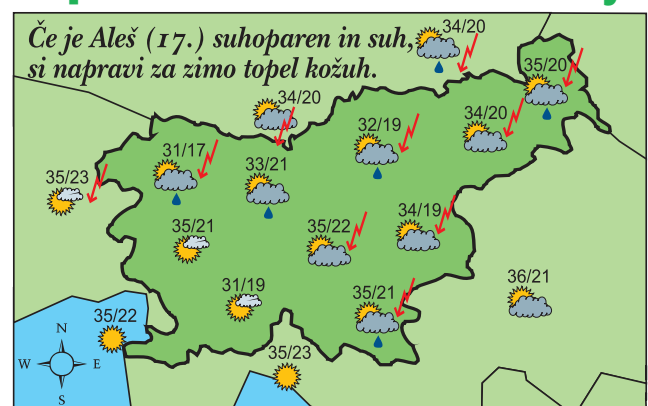 Če je Aleš (17.) suhoparen in suh,
si napravi za zimo topel kožuh.
34/20
35/20
34/20
34/20
32/19
31/17
33/21
35/23
35/21
35/22
34/19
31/19
35/21
36/21
35/22
35/23
N
W
E
S